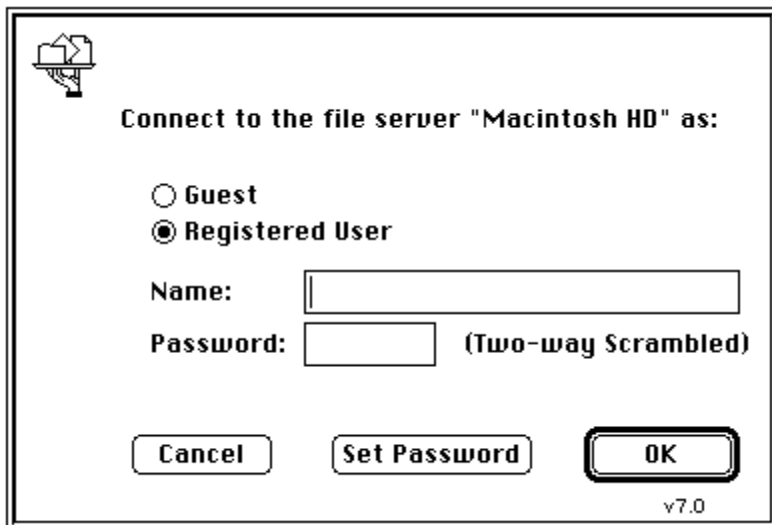 Connect to the file server "Macintosh HD" as:
Guest
Registered User
Name:
Password: (Two-way Scrambled)
Cancel Set Password OK
v7.0